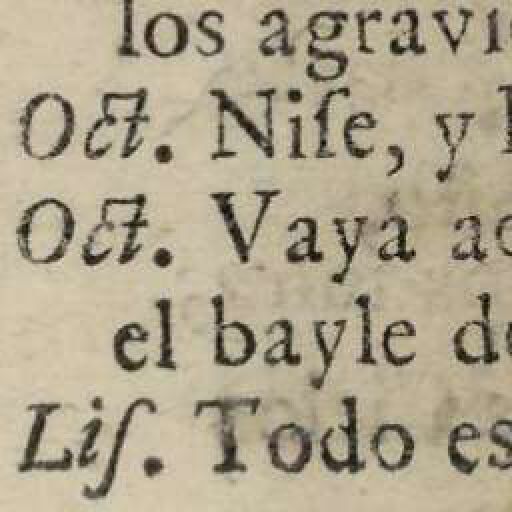 los agravi
Oct. Niſe, y
Oct. Vaya
el bayle
Liſ. Todo es